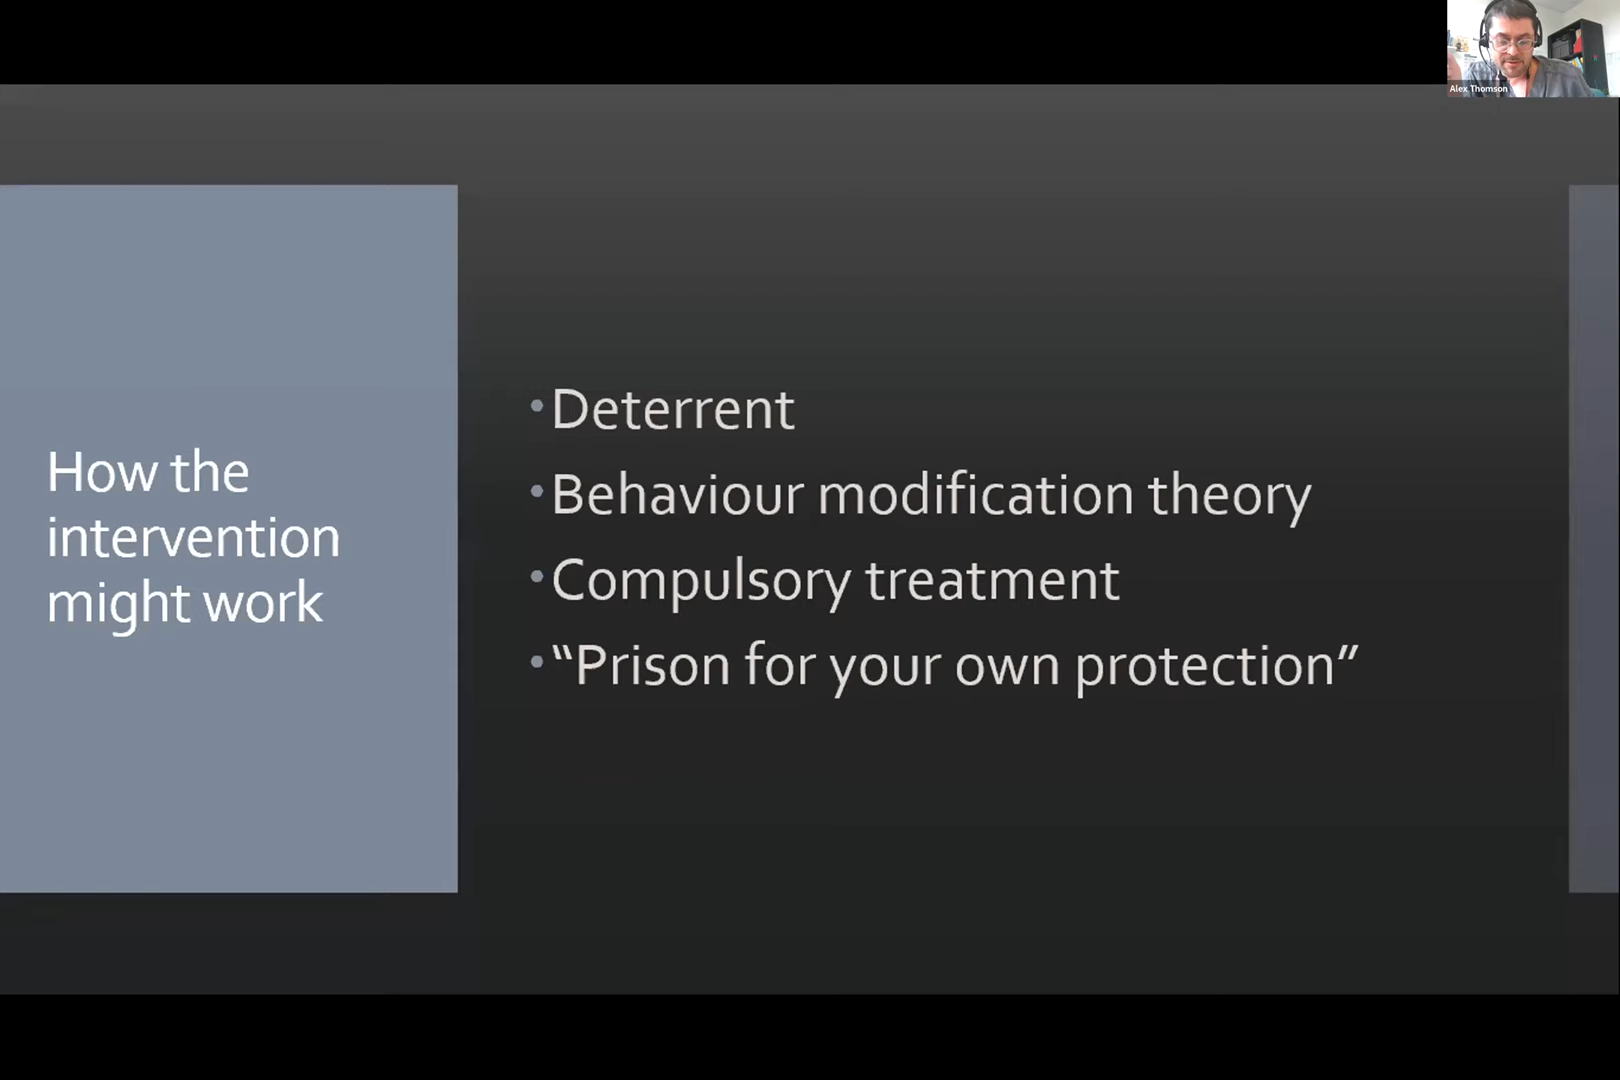 Alex Thomson
How the
intervention
might work
•Deterrent
•Behaviour modification theory
•Compulsory treatment
•“Prison for your own protection”